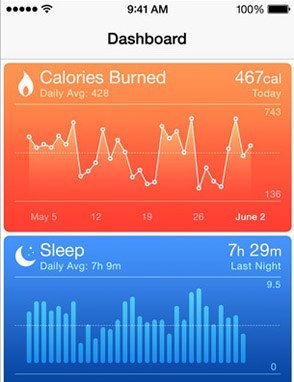 9:41 AM
100%
Dashboard
Calories Burned
467cal
Daily Avg: 428
Today
743
136
May 5
12
19
26
June 2
Sleep
7h 29m
Daily Avg: 7h 9m
Last Night
9.5
0